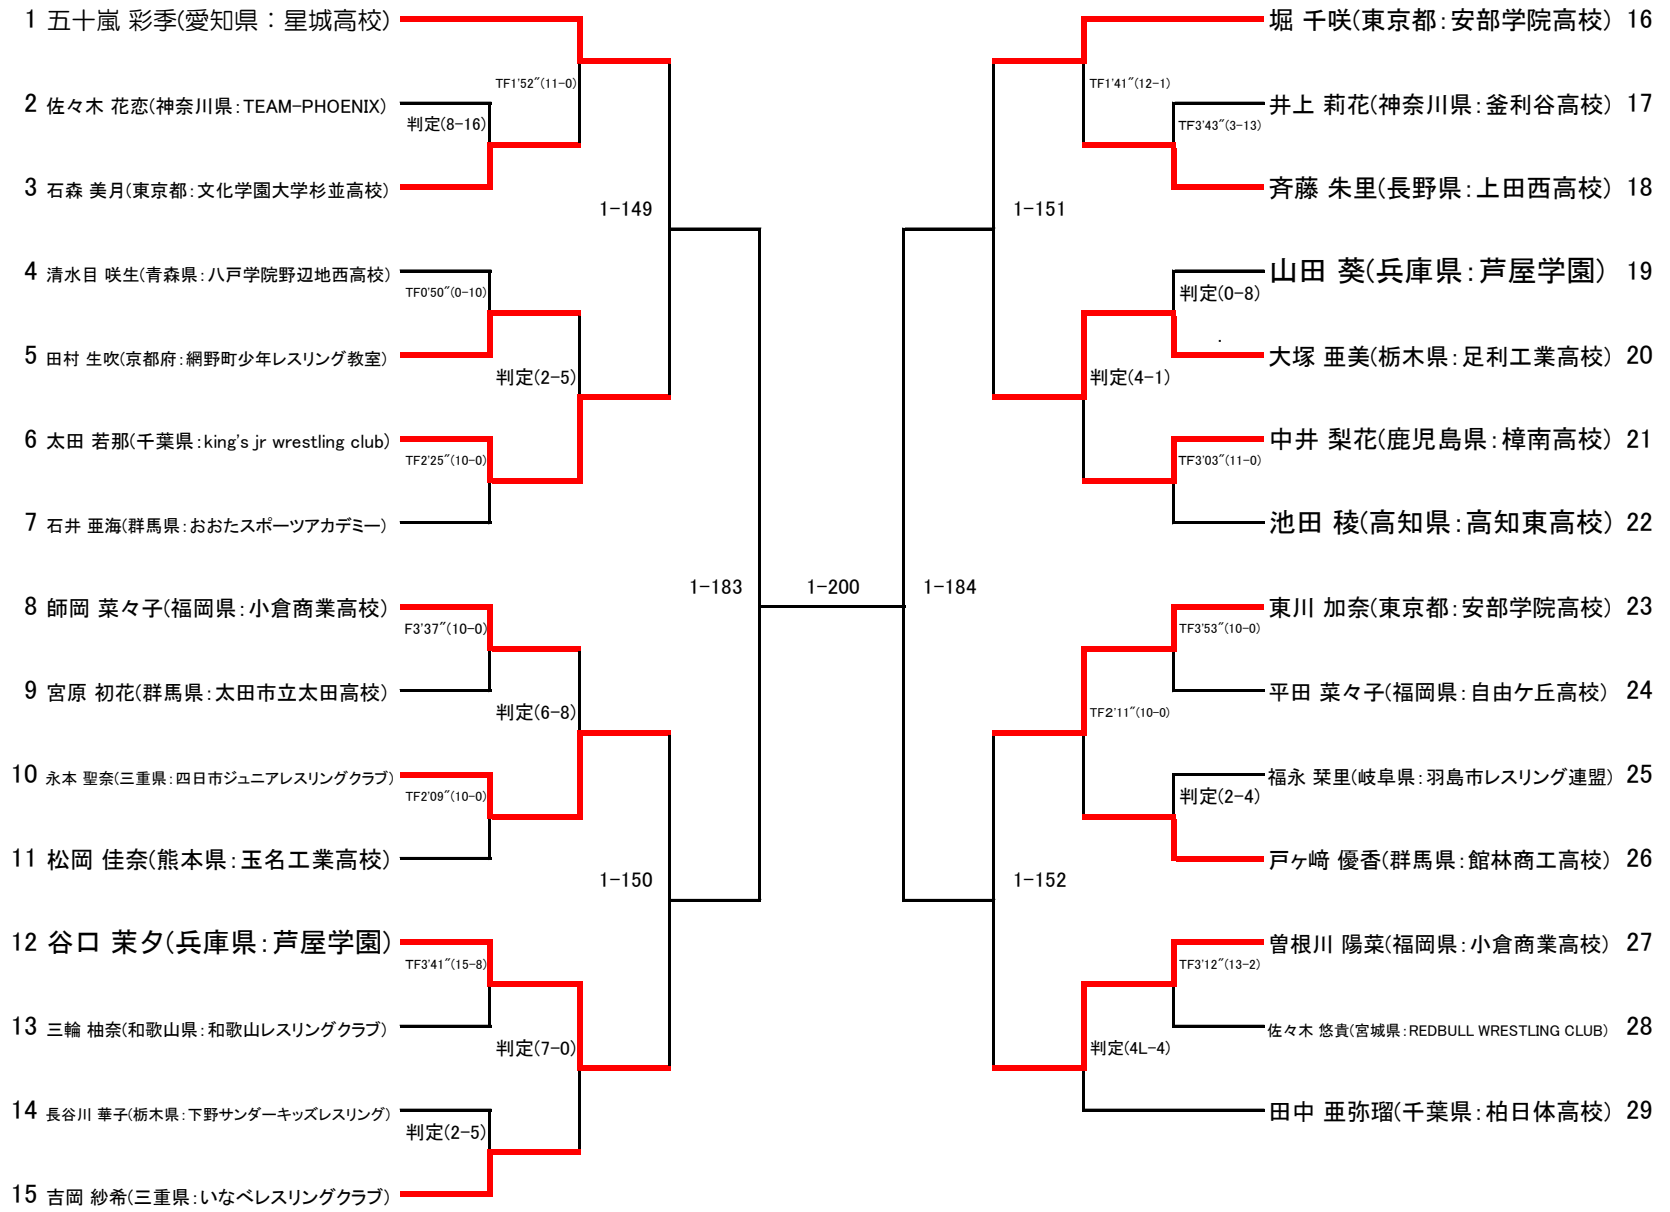 1 五十嵐 彩季(愛知県：星城高校)
TF1'52"(11-0)
2 佐々木 花恋(神奈川県：TEAM-PHOENIX)
判定(8-16)
3 石森 美月(東京都：文化学園大学杉並高校)
1-149
4 清水目 咲生(青森県：八戸学院野辺地西高校)
TF0'50"(0-10)
5 田村 生吹(京都府：網野町少年レスリング教室)
判定(2-5)
6 太田 若那(千葉県：king's jr wrestling club)
TF2'25"(10-0)
7 石井 亜海(群馬県：おおたスポーツアカデミー)
1-183
8 師岡 菜々子(福岡県：小倉商業高校)
F3'37"(10-0)
9 宮原 初花(群馬県：太田市立太田高校)
判定(6-8)
10 永本 聖奈(三重県：四日市ジュニアレスリングクラブ)
TF2'09"(10-0)
11 松岡 佳奈(熊本県：玉名工業高校)
1-150
12 谷口 茉夕(兵庫県：芦屋学園)
TF3'41"(15-8)
13 三輪 柚奈(和歌山県：和歌山レスリングクラブ)
判定(7-0)
14 長谷川 華子(栃木県：下野サンダーキッズレスリング)
判定(2-5)
15 吉岡 紗希(三重県：いなべレスリングクラブ)
1-200
堀 千咲(東京都：安部学院高校) 16
TF1'41"(12-1)
井上 莉花(神奈川県：釜利谷高校) 17
TF3'43"(3-13)
斉藤 朱里(長野県：上田西高校) 18
1-151
山田 葵(兵庫県：芦屋学園) 19
判定(0-8)
大塚 亜美(栃木県：足利工業高校) 20
判定(4-1)
中井 梨花(鹿児島県：樟南高校) 21
TF3'03"(11-0)
池田 稜(高知県：高知東高校) 22
1-184
東川 加奈(東京都：安部学院高校) 23
TF3'53"(10-0)
平田 菜々子(福岡県：自由ケ丘高校) 24
TF2'11"(10-0)
福永 栞里(岐阜県：羽島市レスリング連盟) 25
判定(2-4)
戸ヶ﨑 優香(群馬県：館林商工高校) 26
1-152
曽根川 陽菜(福岡県：小倉商業高校) 27
TF3'12"(13-2)
佐々木 悠貴(宮城県：REDBULL WRESTLING CLUB) 28
判定(4L-4)
田中 亜弥瑠(千葉県：柏日体高校) 29